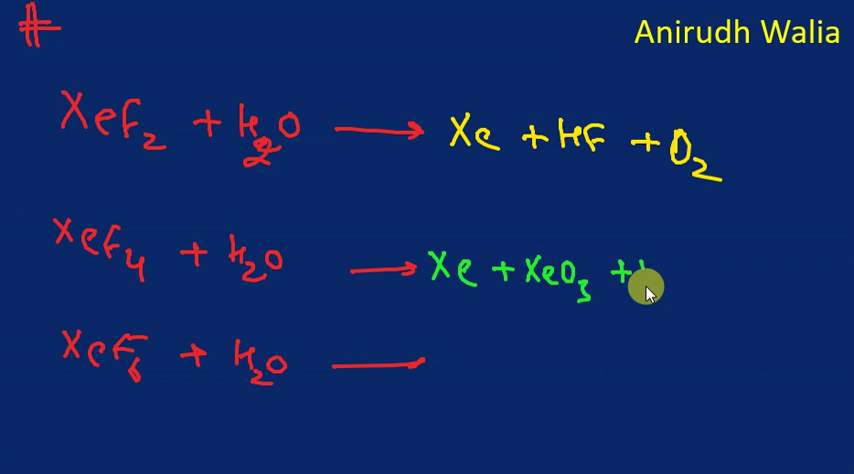 #
Anirudh Walia
XeF₂ + H₂O ⟶ Xe + HF + O₂
XeF₄ + H₂O ⟶ Xe + XeO₃ +
XeF₆ + H₂O —